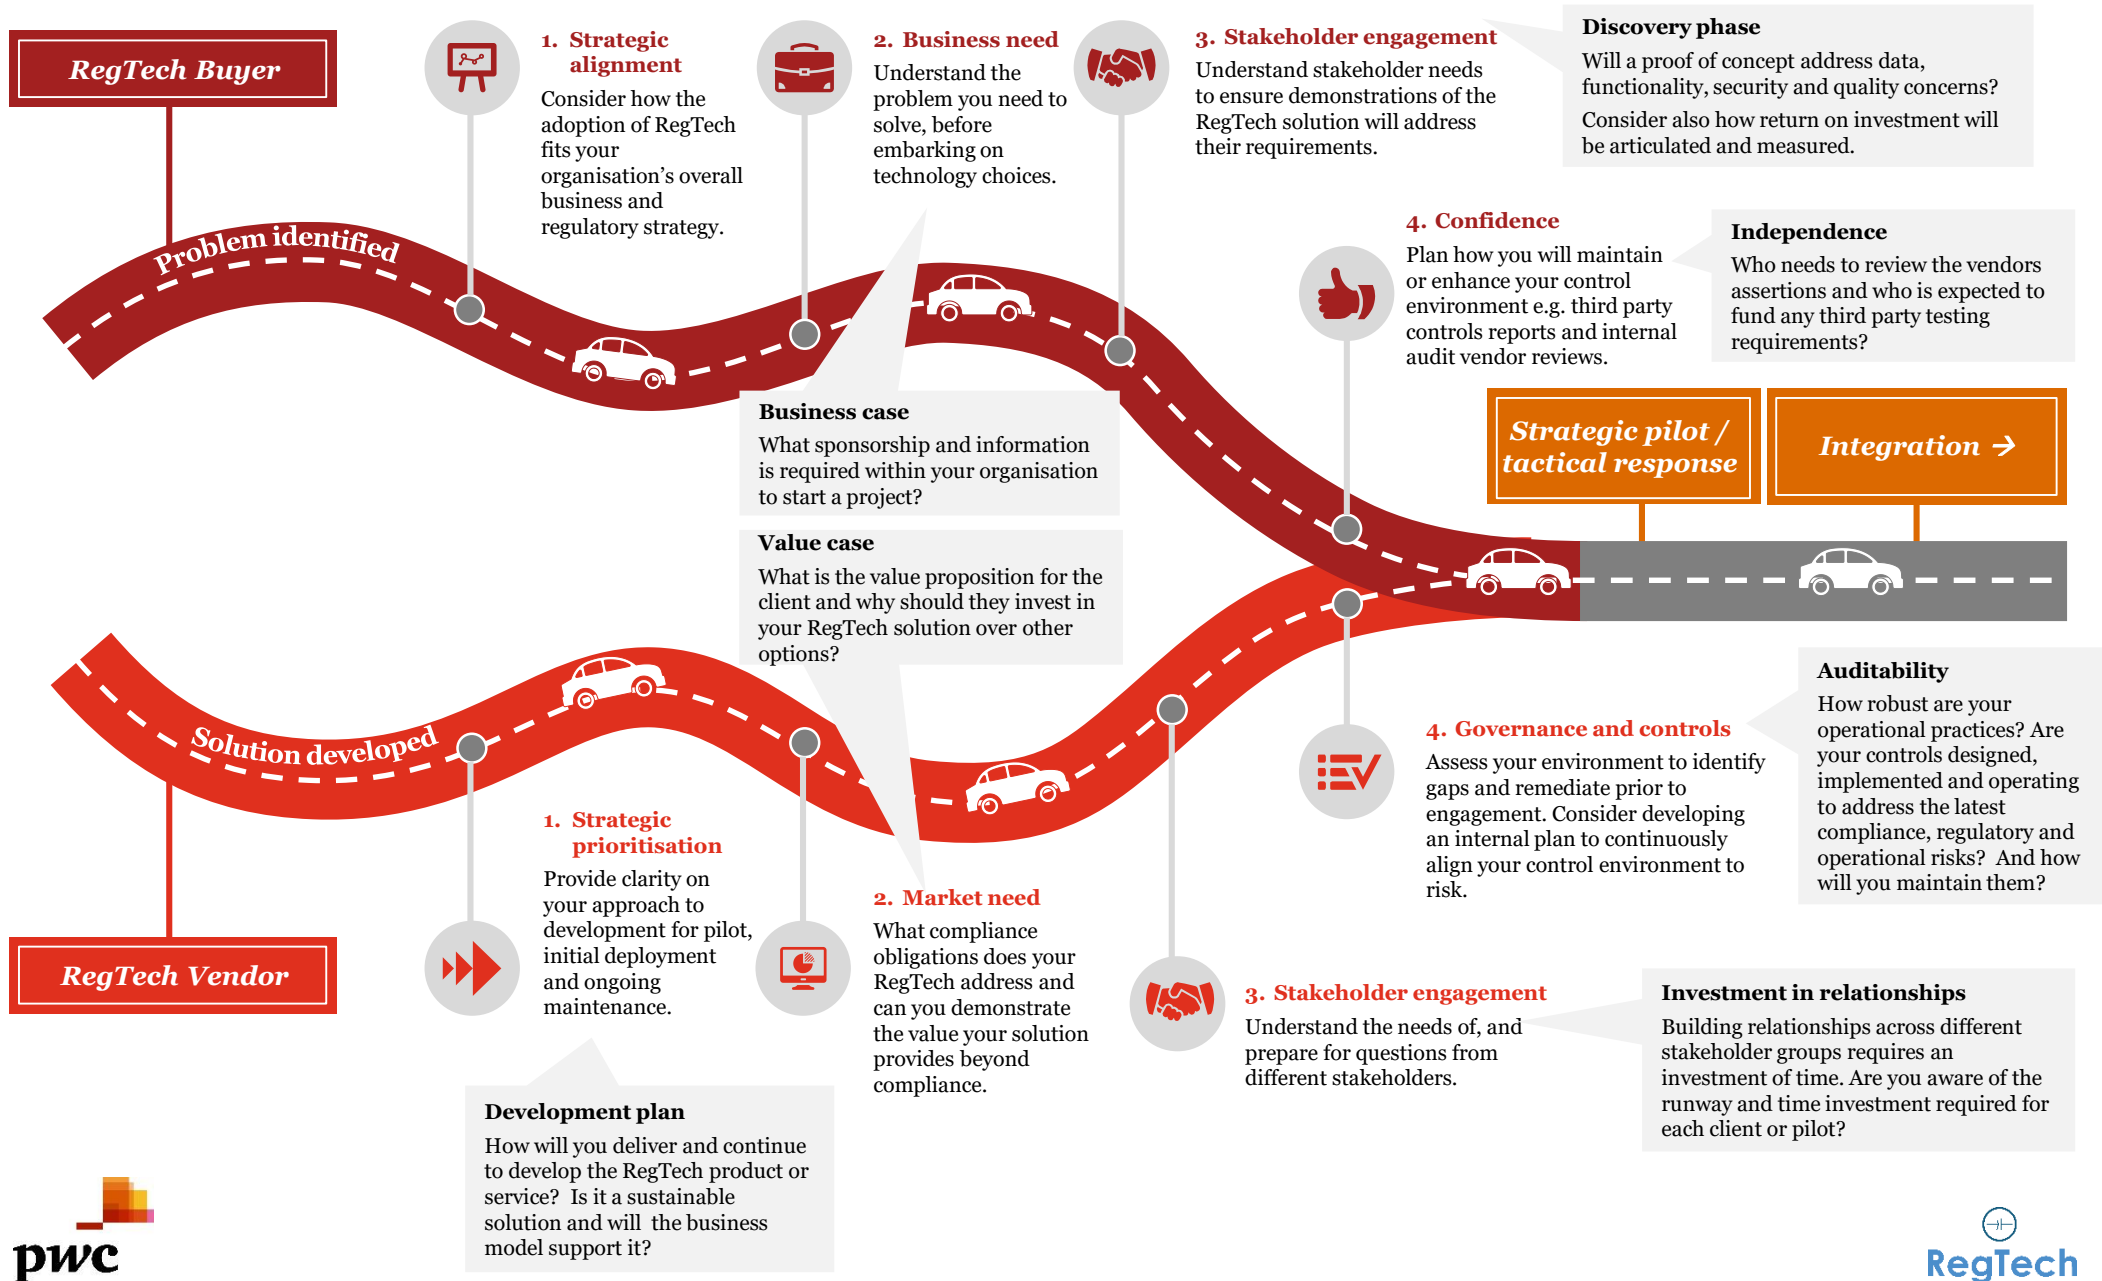 RegTech Buyer
1. Strategic
alignment
Consider how the
adoption of RegTech
fits your
organisation's overall
business and
regulatory strategy.
2. Business need
Understand the
problem you need to
solve, before
embarking on
technology choices.
3. Stakeholder engagement
Understand stakeholder needs
to ensure demonstrations of the
RegTech solution will address
their requirements.
Discovery phase
Will a proof of concept address data,
functionality, security and quality concerns?
Consider also how return on investment will
be articulated and measured.
Problem identified
4. Confidence
Plan how you will maintain
or enhance your control
environment e.g. third party
controls reports and internal
audit vendor reviews.
Independence
Who needs to review the vendors
assertions and who is expected to
fund any third party testing
requirements?
Business case
What sponsorship and information
is required within your organisation
to start a project?
Strategic pilot /
tactical response
Integration →
Value case
What is the value proposition for the
client and why should they invest in
your RegTech solution over other
options?
Solution developed
RegTech Vendor
1. Strategic
prioritisation
Provide clarity on
your approach to
development for pilot,
initial deployment
and ongoing
maintenance.
2. Market need
What compliance
obligations does your
RegTech address and
can you demonstrate
the value your solution
provides beyond
compliance.
4. Governance and controls
Assess your environment to identify
gaps and remediate prior to
engagement. Consider developing
an internal plan to continuously
align your control environment to
risk.
Auditability
How robust are your
operational practices? Are
your controls designed,
implemented and operating
to address the latest
compliance, regulatory and
operational risks?  And how
will you maintain them?
3. Stakeholder engagement
Understand the needs of, and
prepare for questions from
different stakeholders.
Investment in relationships
Building relationships across different
stakeholder groups requires an
investment of time. Are you aware of the
runway and time investment required for
each client or pilot?
Development plan
How will you deliver and continue
to develop the RegTech product or
service?  Is it a sustainable
solution and will  the business
model support it?
pwc
RegTech